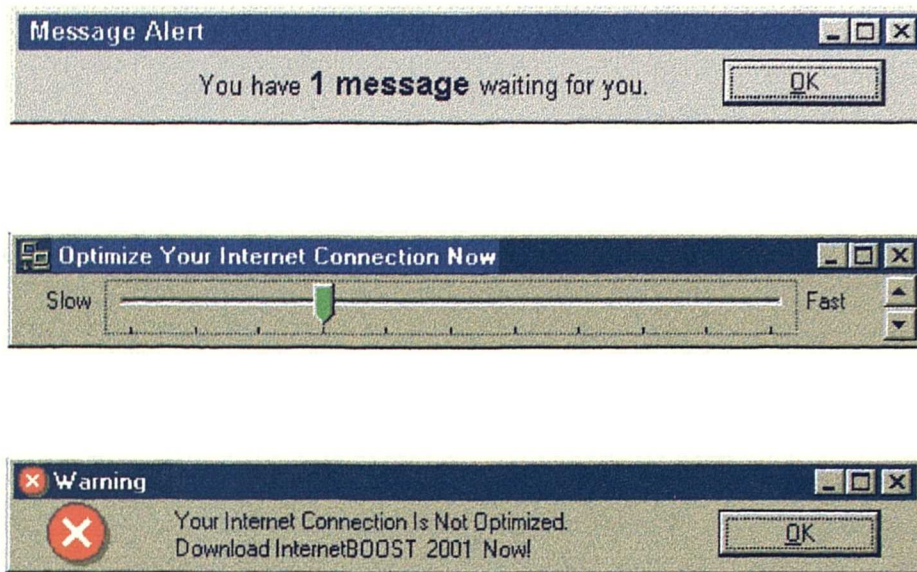 Message Alert
You have 1 message waiting for you.
OK
Optimize Your Internet Connection Now
Slow
Fast
Warning
Your Internet Connection Is Not Optimized.
Download InternetBOOST 2001 Now!
OK